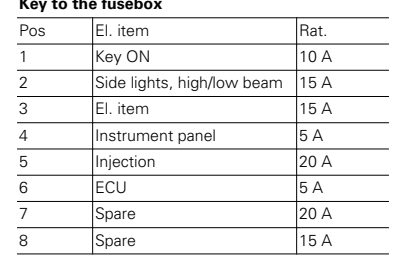 Key to the fusebox
Pos El. item Rat.
1 Key ON 10 A
2 Side lights, high/low beam 15 A
3 El. item 15 A
4 Instrument panel 5 A
5 Injection 20 A
6 ECU 5 A
7 Spare 20 A
8 Spare 15 A